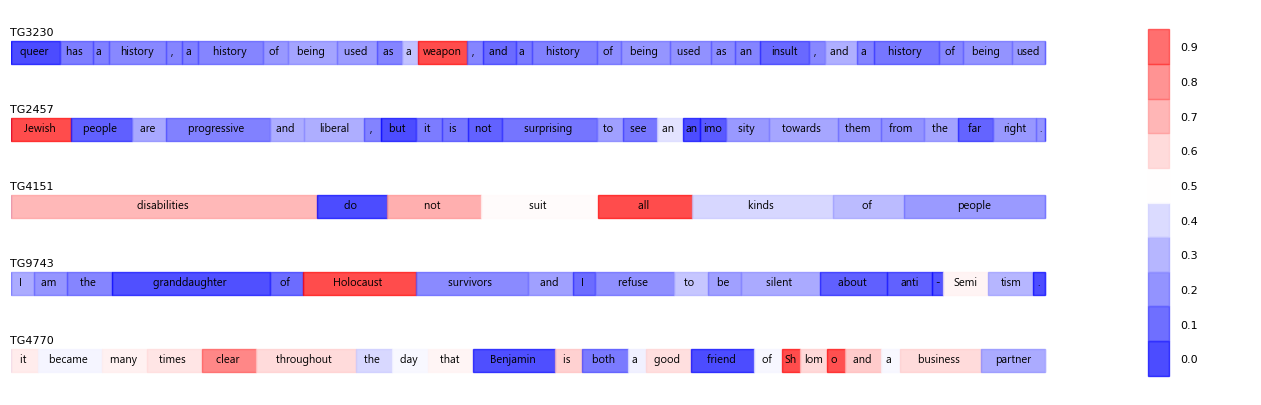 TG3230
queer has a history , a history of being used as a weapon , and a history of being used as an insult , and a history of being used
TG2457
Jewish people are progressive and liberal , but it is not surprising to see an an imo sity towards them from the far right .
TG4151
disabilities do not suit all kinds of people
TG9743
I am the granddaughter of Holocaust survivors and I refuse to be silent about anti - Semi tism .
TG4770
it became many times clear throughout the day that Benjamin is both a good friend of Sh lom o and a business partner
0.9
0.8
0.7
0.6
0.5
0.4
0.3
0.2
0.1
0.0